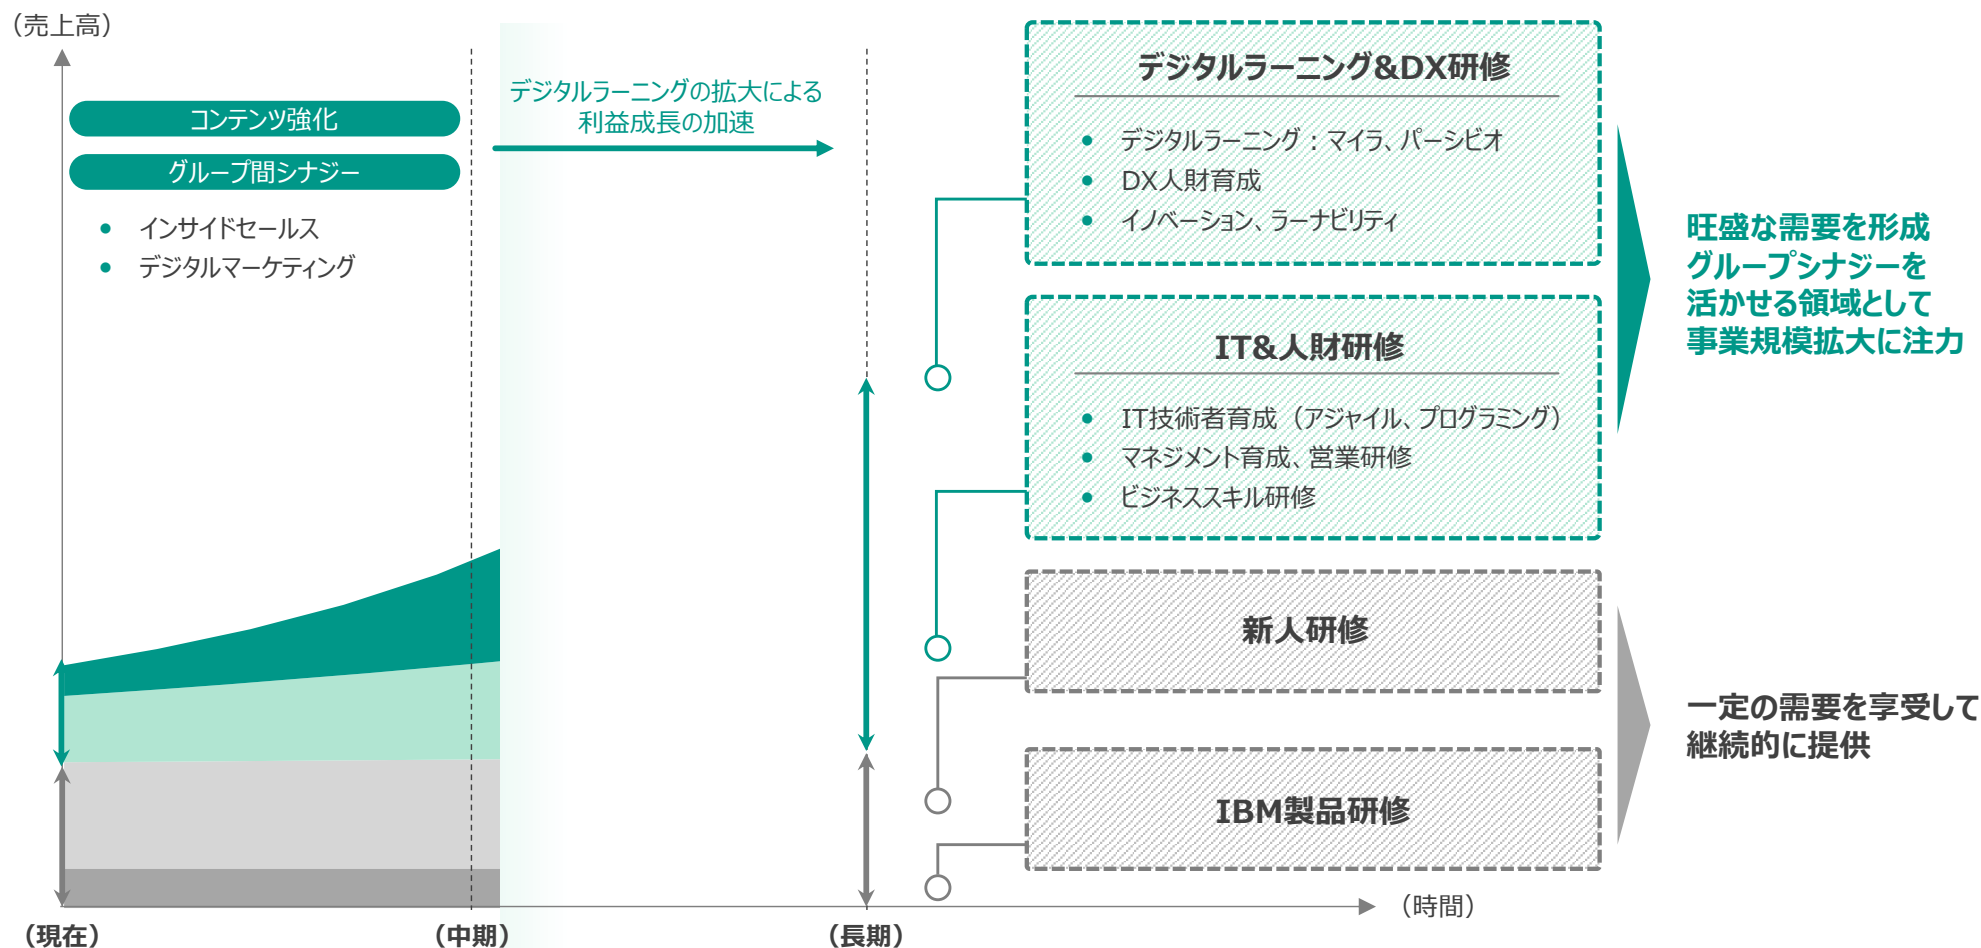 （売上高）
コンテンツ強化
グループ間シナジー
• インサイドセールス
• デジタルマーケティング
デジタルラーニングの拡大による
利益成長の加速
デジタルラーニング&DX研修
• デジタルラーニング：マイラ、パーシビオ
• DX人財育成
• イノベーション、ラーナビリティ
IT&人財研修
• IT技術者育成（アジャイル、プログラミング）
• マネジメント育成、営業研修
• ビジネススキル研修
新人研修
IBM製品研修
旺盛な需要を形成
グループシナジーを
活かせる領域として
事業規模拡大に注力
一定の需要を享受して
継続的に提供
（時間）
（現在）
（中期）
（長期）